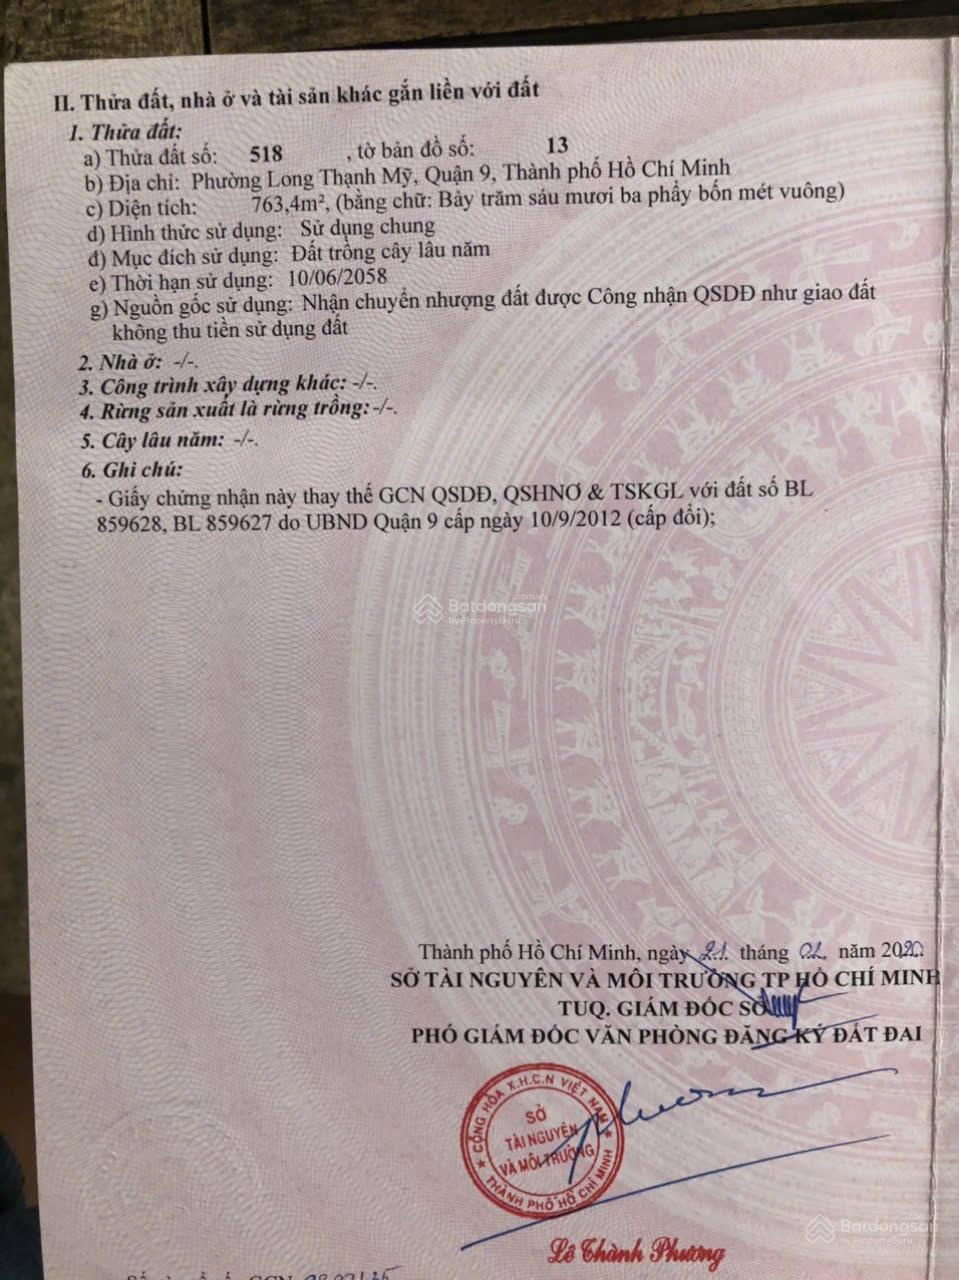 II. Thửa đất, nhà ở và tài sản khác gắn liền với đất
1. Thửa đất:
a) Thửa đất số: 518 , tờ bản đồ số: 13
b) Địa chỉ: Phường Long Thạnh Mỹ, Quận 9, Thành phố Hồ Chí Minh
c) Diện tích: 763,4m², (bằng chữ: Bảy trăm sáu mươi ba phẩy bốn mét vuông)
d) Hình thức sử dụng: Sử dụng chung
đ) Mục đích sử dụng: Đất trồng cây lâu năm
e) Thời hạn sử dụng: 10/06/2058
g) Nguồn gốc sử dụng: Nhận chuyển nhượng đất được Công nhận QSDĐ như giao đất
không thu tiền sử dụng đất
2. Nhà ở: -/-.
3. Công trình xây dựng khác: -/-.
4. Rừng sản xuất là rừng trồng: -/-.
5. Cây lâu năm: -/-.
6. Ghi chú:
- Giấy chứng nhận này thay thế GCN QSDĐ, QSHNƠ & TSKGL với đất số BL
859628, BL 859627 do UBND Quận 9 cấp ngày 10/9/2012 (cấp đổi);
Batdongsan.com.vn
by PropertyGuru
Thành phố Hồ Chí Minh, ngày 21 tháng 02 năm 2020
SỞ TÀI NGUYÊN VÀ MÔI TRƯỜNG TP HỒ CHÍ MINH
TUQ. GIÁM ĐỐC SỞ
PHÓ GIÁM ĐỐC VĂN PHÒNG ĐĂNG KÝ ĐẤT ĐAI
CỘNG HÒA X.H.C.N VIỆT NAM
SỞ
TÀI NGUYÊN
VÀ MÔI TRƯỜNG
THÀNH PHỐ HỒ CHÍ MINH
Lê Thành Phương
Batdongsan
by PropertyGuru